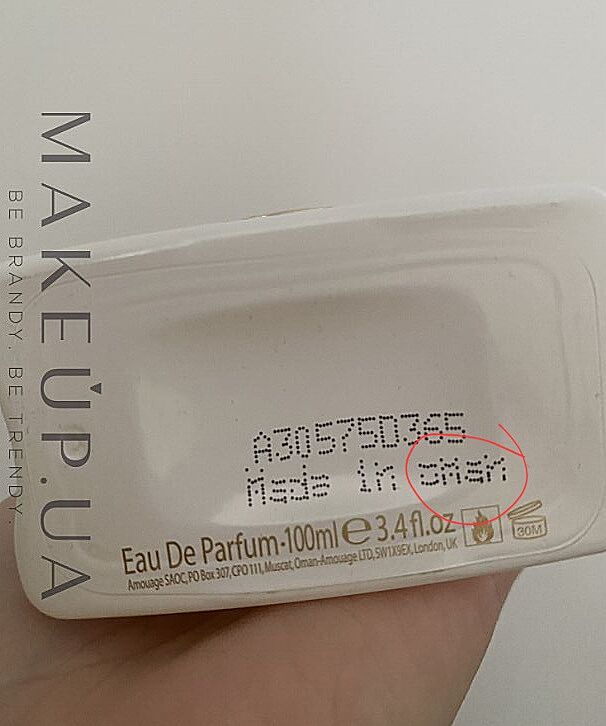 MAKEUP.UA
BE BRANDY. BE TRENDY.
A30575D36E
Made in oMaN
Eau De Parfum-100ml ℮ 3.4 fl.oz
30M
Amouage SAOC, PO Box 307, CPO 111, Muscat, Oman-Amouage LTD, SW1X9EX, London, UK